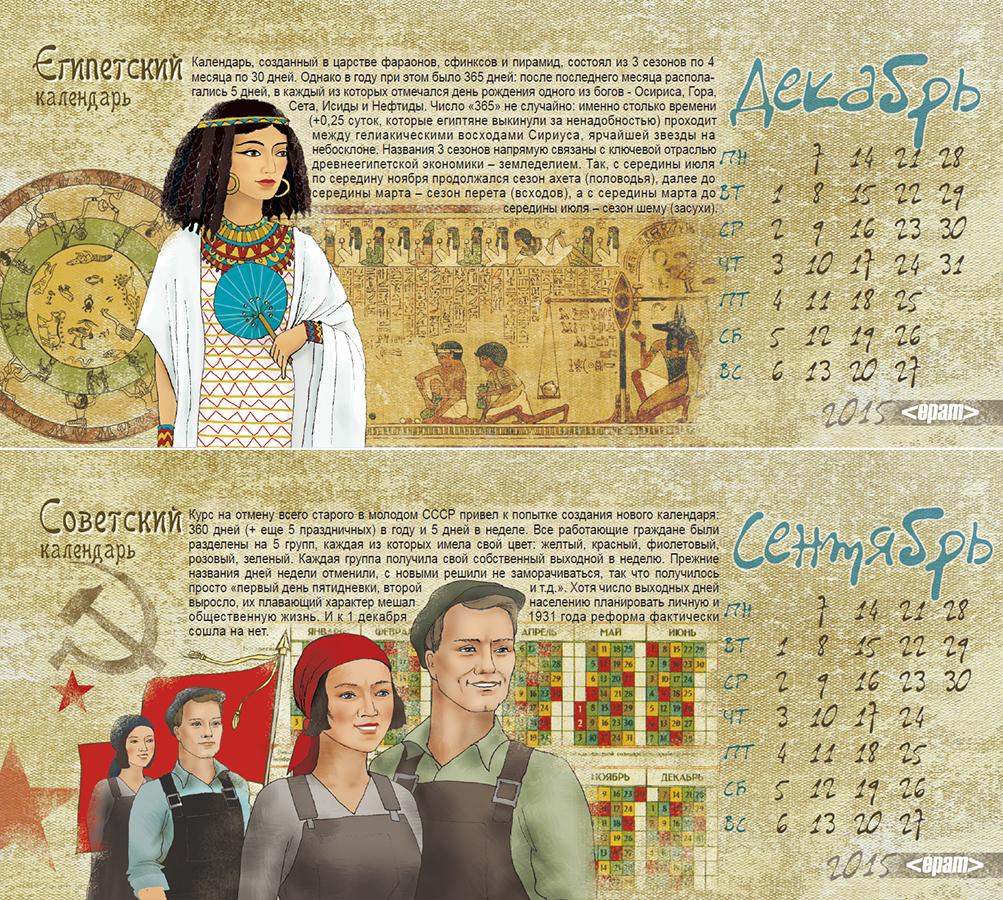 Египетский
календарь
Календарь, созданный в царстве фараонов, сфинксов и пирамид, состоял из 3 сезонов по 4
месяца по 30 дней. Однако в году при этом было 365 дней: после последнего месяца распола-
гались 5 дней, в каждый из которых отмечался день рождения одного из богов - Осириса, Гора,
Сета, Исиды и Нефтиды. Число «365» не случайно: именно столько времени
(+0,25 суток, которые египтяне выкинули за ненадобностью) проходит
между гелиакическими восходами Сириуса, ярчайшей звезды на
небосклоне. Названия 3 сезонов напрямую связаны с ключевой отраслью
древнеегипетской экономики – земледелием. Так, с середины июля
по середину ноября продолжался сезон ахета (половодья), далее до
середины марта – сезон перета (всходов), а с середины марта до
середины июля – сезон шему (засухи).
Декабрь
ПН 7 14 21 28
ВТ 1 8 15 22 29
СР 2 9 16 23 30
ЧТ 3 10 17 24 31
ПТ 4 11 18 25
СБ 5 12 19 26
ВС 6 13 20 27
2015 <epam>
Советский
календарь
Курс на отмену всего старого в молодом СССР привел к попытке создания нового календаря:
360 дней (+ еще 5 праздничных) в году и 5 дней в неделе. Все работающие граждане были
разделены на 5 групп, каждая из которых имела свой цвет: желтый, красный, фиолетовый,
розовый, зеленый. Каждая группа получила свой собственный выходной в неделю. Прежние
названия дней недели отменили, с новыми решили не заморачиваться, так что получилось
просто «первый день пятидневки, второй и т.д.». Хотя число выходных дней
выросло, их плавающий характер мешал населению планировать личную и
общественную жизнь. И к 1 декабря 1931 года реформа фактически
сошла на нет.
ЯНВАРЬ ФЕВРАЛ АПРЕЛЬ МАЙ ИЮНЬ
НОЯБРЬ ДЕКАБРЬ
Сентябрь
ПН 7 14 21 28
ВТ 1 8 15 22 29
СР 2 9 16 23 30
ЧТ 3 10 17 24
ПТ 4 11 18 25
СБ 5 12 19 26
ВС 6 13 20 27
2015 <epam>